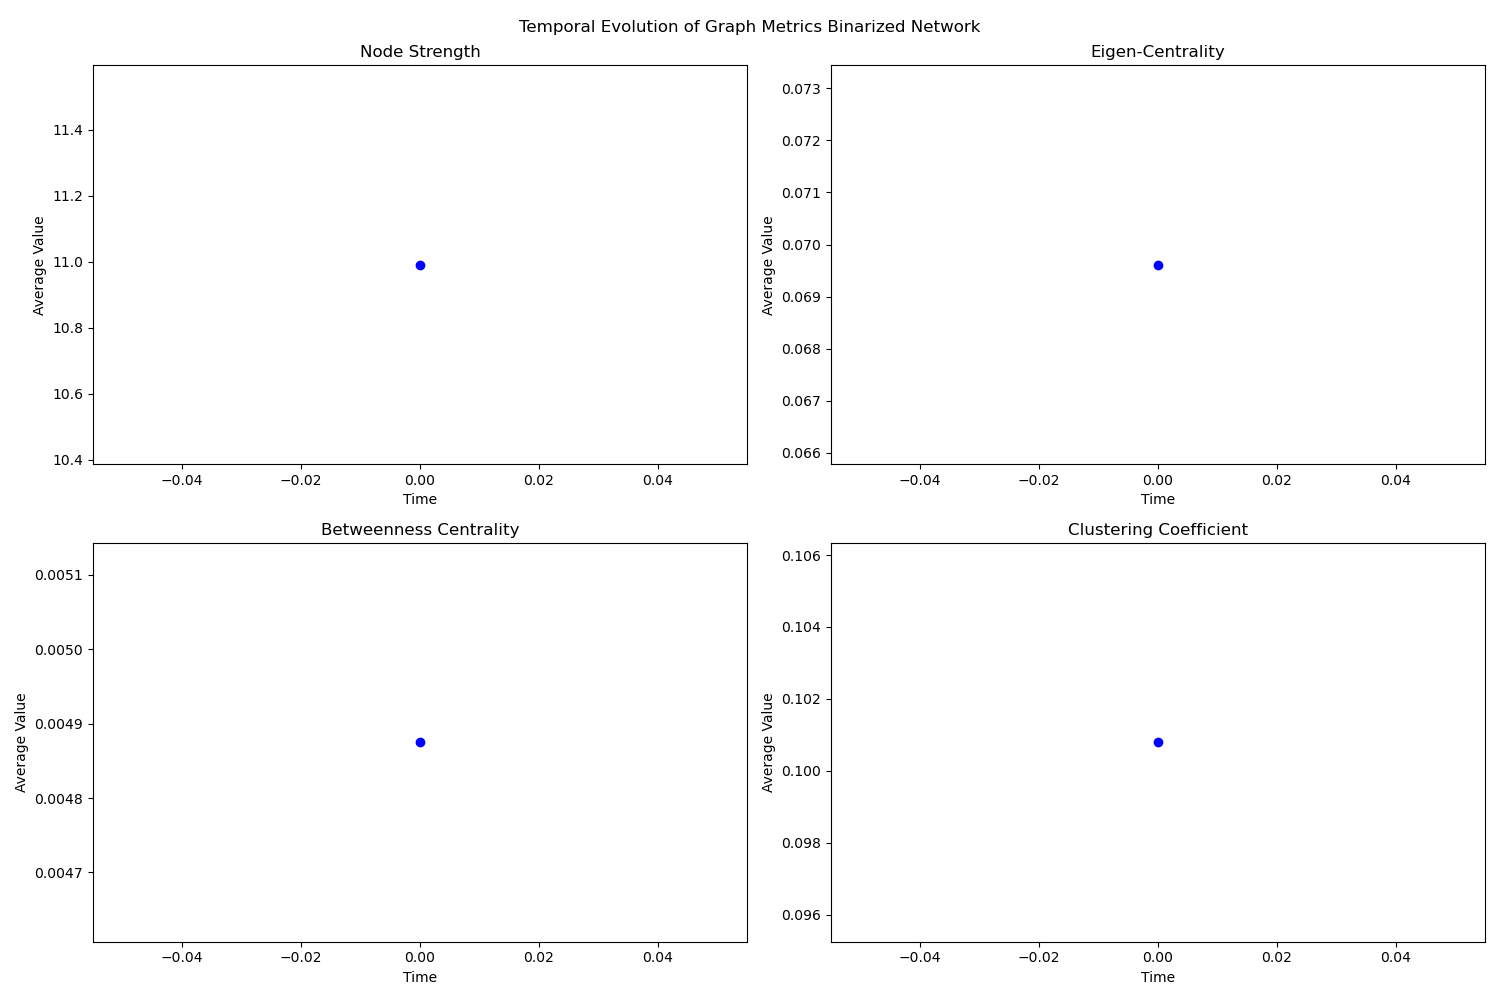 Temporal Evolution of Graph Metrics Binarized Network
Node Strength
Average Value
11.4
11.2
11.0
10.8
10.6
10.4
−0.04 −0.02 0.00 0.02 0.04
Time
Eigen-Centrality
Average Value
0.073
0.072
0.071
0.070
0.069
0.068
0.067
0.066
−0.04 −0.02 0.00 0.02 0.04
Time
Betweenness Centrality
Average Value
0.0051
0.0050
0.0049
0.0048
0.0047
−0.04 −0.02 0.00 0.02 0.04
Time
Clustering Coefficient
Average Value
0.106
0.104
0.102
0.100
0.098
0.096
−0.04 −0.02 0.00 0.02 0.04
Time